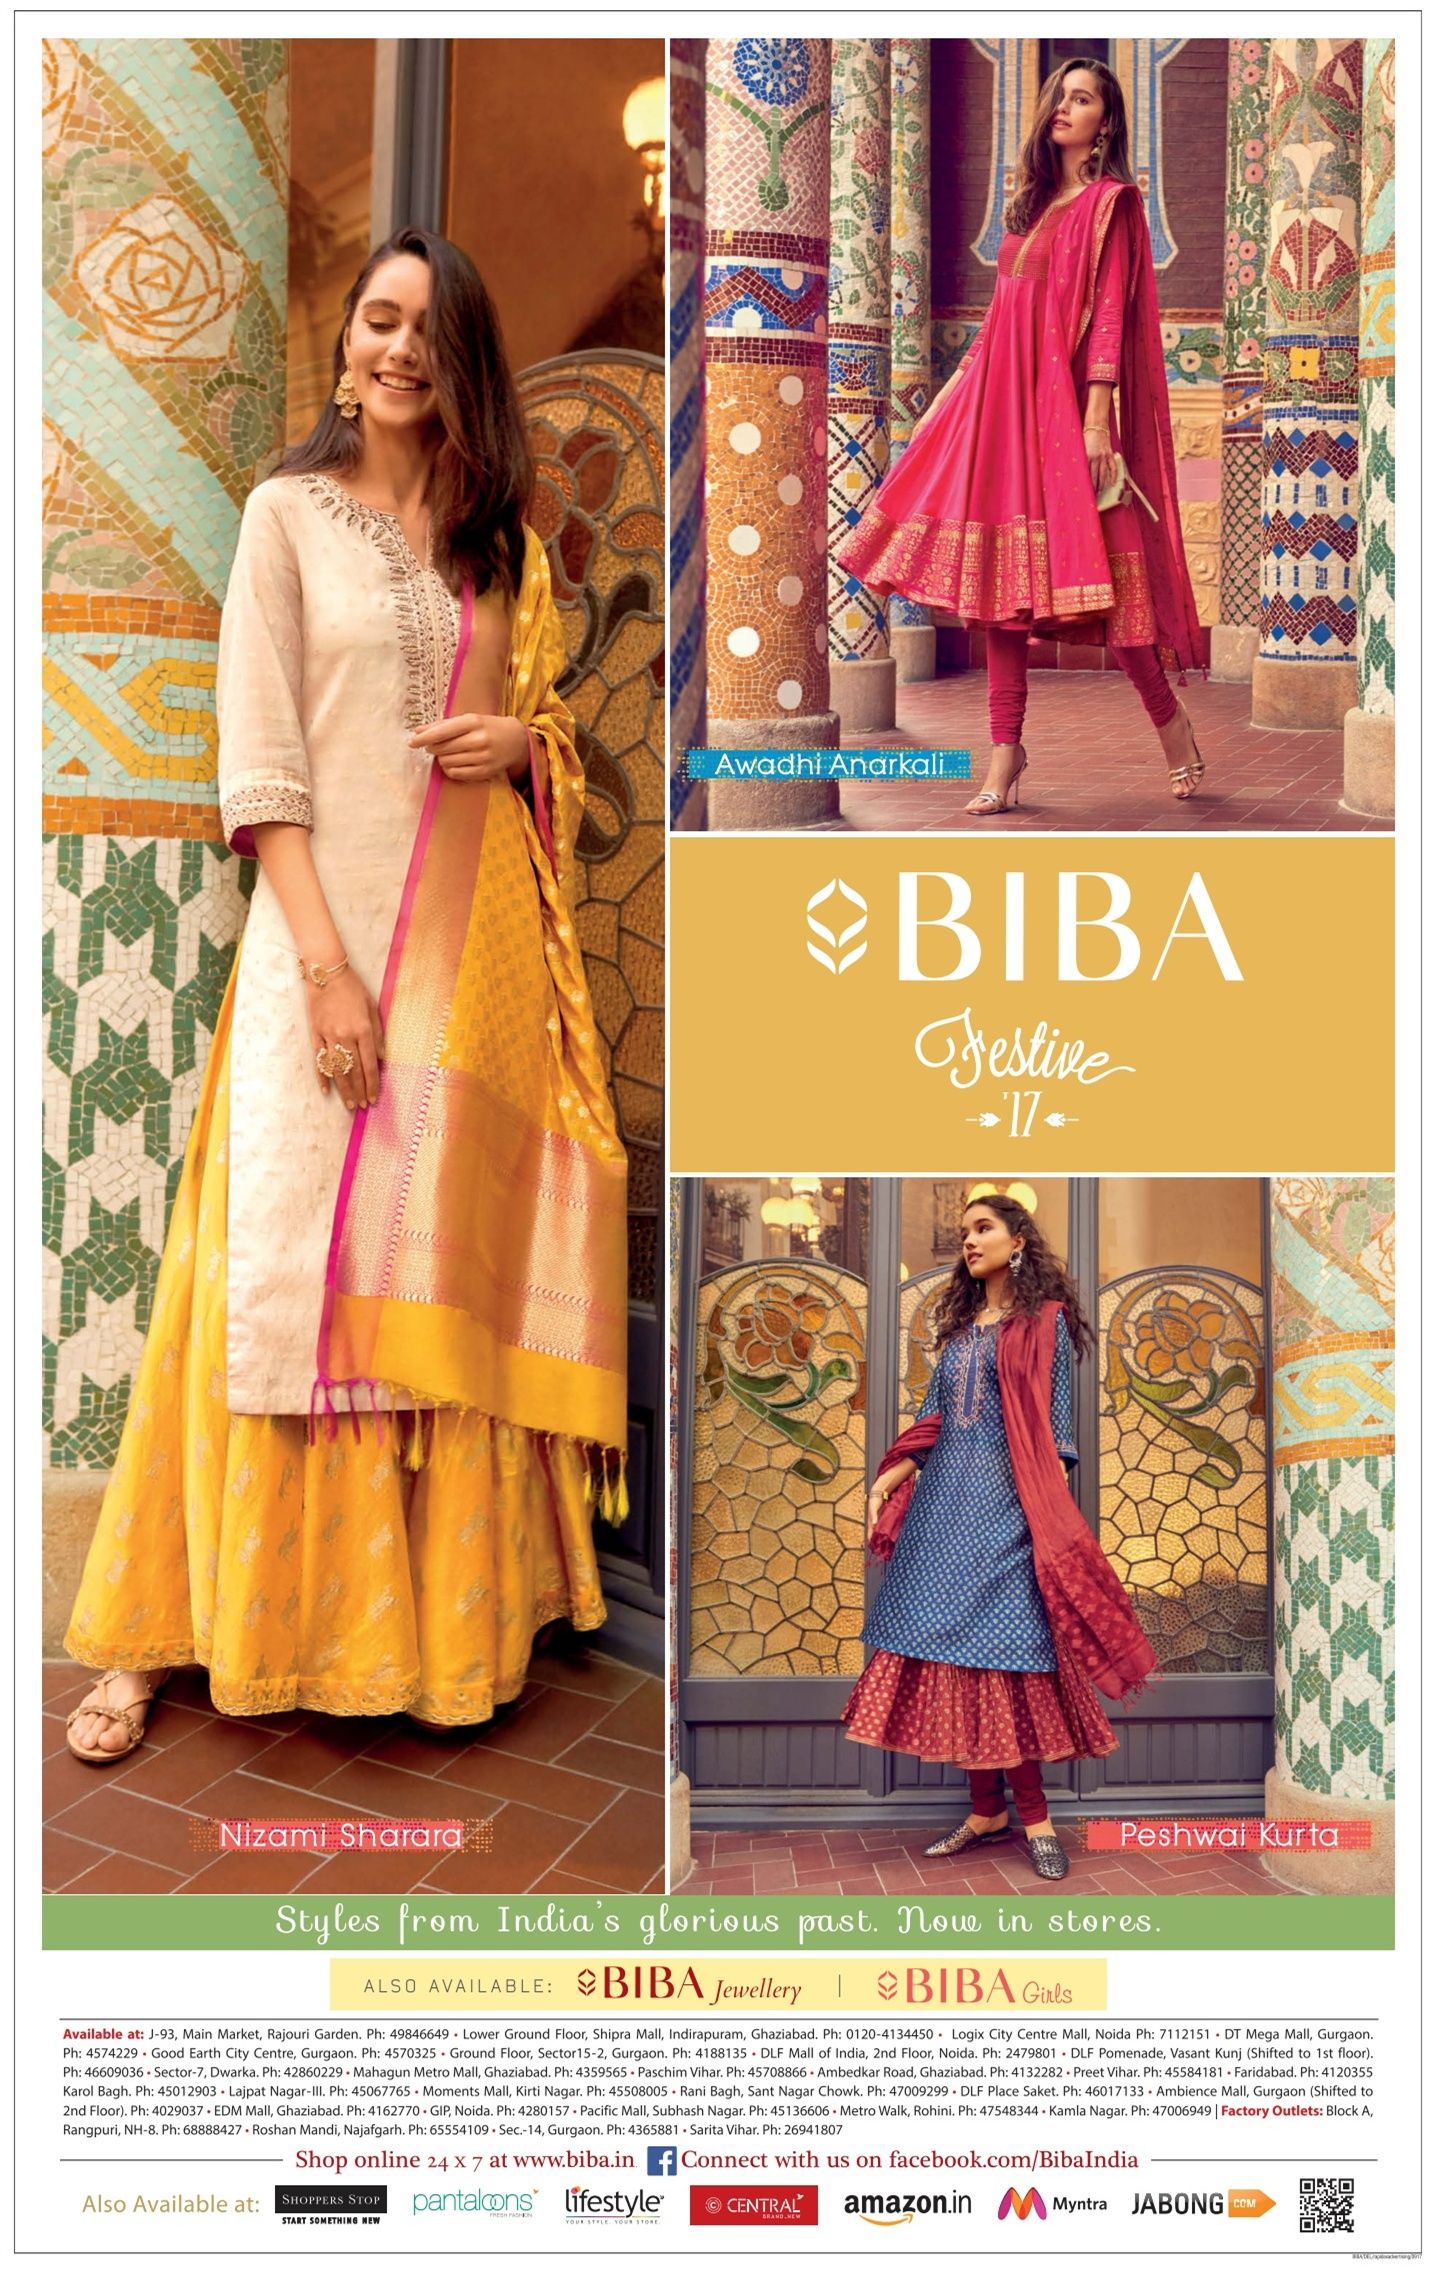 Awadhi Anarkali
BIBA
Festive
'17
Nizami Sharara
Peshwai Kurta
Styles from India's glorious past. Now in stores.
ALSO AVAILABLE: BIBA Jewellery | BIBA Girls
Available at: J-93, Main Market, Rajouri Garden. Ph: 49846649 • Lower Ground Floor, Shipra Mall, Indirapuram, Ghaziabad. Ph: 0120-4134450 • Logix City Centre Mall, Noida Ph: 7112151 • DT Mega Mall, Gurgaon.
Ph: 4574229 • Good Earth City Centre, Gurgaon. Ph: 4570325 • Ground Floor, Sector15-2, Gurgaon. Ph: 4188135 • DLF Mall of India, 2nd Floor, Noida. Ph: 2479801 • DLF Pomenade, Vasant Kunj (Shifted to 1st floor).
Ph: 46609036 • Sector-7, Dwarka. Ph: 42860229 • Mahagun Metro Mall, Ghaziabad. Ph: 4359565 • Paschim Vihar. Ph: 45708866 • Ambedkar Road, Ghaziabad. Ph: 4132282 • Preet Vihar. Ph: 45584181 • Faridabad. Ph: 4120355
Karol Bagh. Ph: 45012903 • Lajpat Nagar-III. Ph: 45067765 • Moments Mall, Kirti Nagar. Ph: 45508005 • Rani Bagh, Sant Nagar Chowk. Ph: 47009299 • DLF Place Saket. Ph: 46017133 • Ambience Mall, Gurgaon (Shifted to
2nd Floor). Ph: 4029037 • EDM Mall, Ghaziabad. Ph: 4162770 • GIP, Noida. Ph: 4280157 • Pacific Mall, Subhash Nagar. Ph: 45136606 • Metro Walk, Rohini. Ph: 47548344 • Kamla Nagar. Ph: 47006949 | Factory Outlets: Block A,
Rangpuri, NH-8. Ph: 68888427 • Roshan Mandi, Najafgarh. Ph: 65554109 • Sec.-14, Gurgaon. Ph: 4365881 • Sarita Vihar. Ph: 26941807
Shop online 24 x 7 at www.biba.in f Connect with us on facebook.com/BibaIndia
Also Available at: SHOPPERS STOP pantaloons lifestyle CENTRAL amazon.in Myntra JABONG COM
START SOMETHING NEW FRESH FASHION YOUR STYLE. YOUR STORE. BRAND.NEW